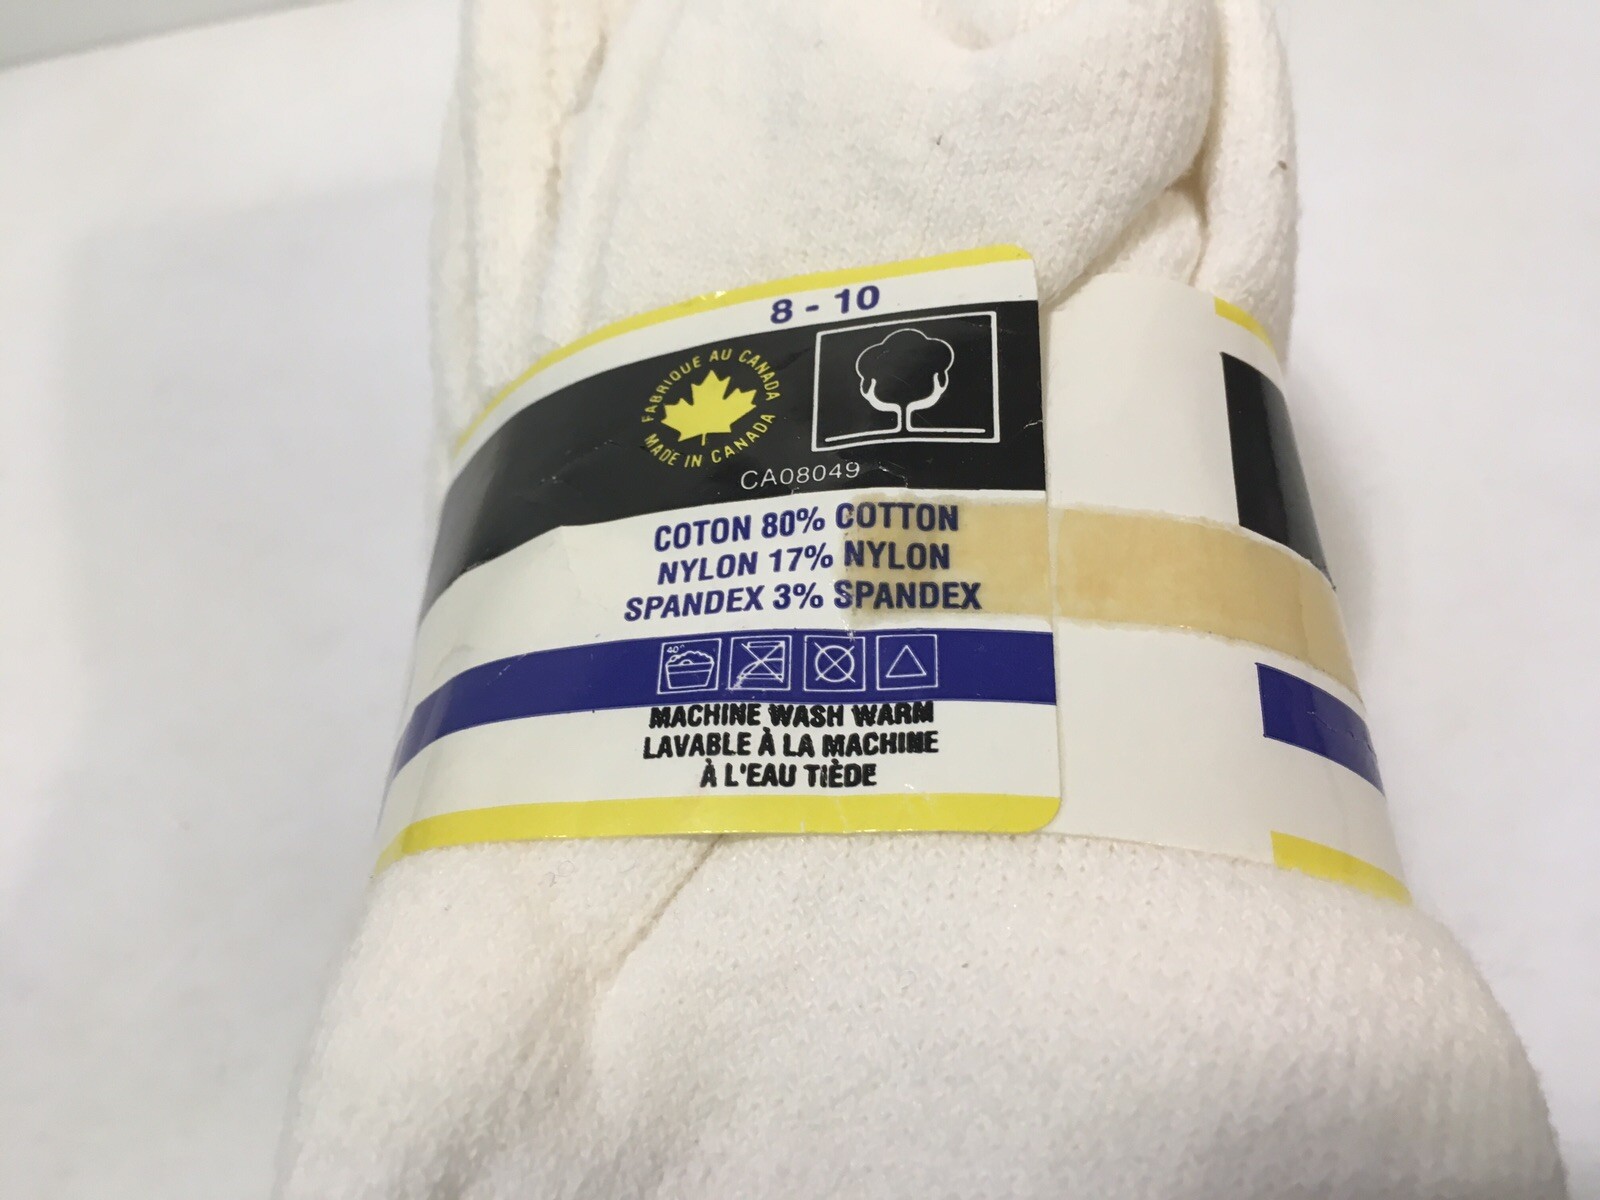 8 - 10
FABRIQUE AU CANADA
MADE IN CANADA
CA08049
COTON 80% COTTON
NYLON 17% NYLON
SPANDEX 3% SPANDEX
40°
MACHINE WASH WARM
LAVABLE À LA MACHINE
À L'EAU TIÈDE